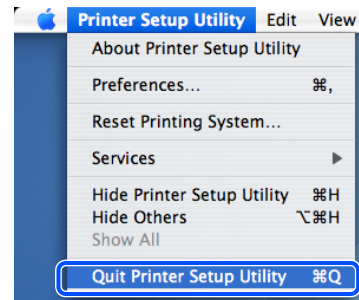 Printer Setup Utility Edit View
About Printer Setup Utility
Preferences... ⌘,
Reset Printing System...
Services ▶
Hide Printer Setup Utility ⌘H
Hide Others ⌥⌘H
Show All
Quit Printer Setup Utility ⌘Q